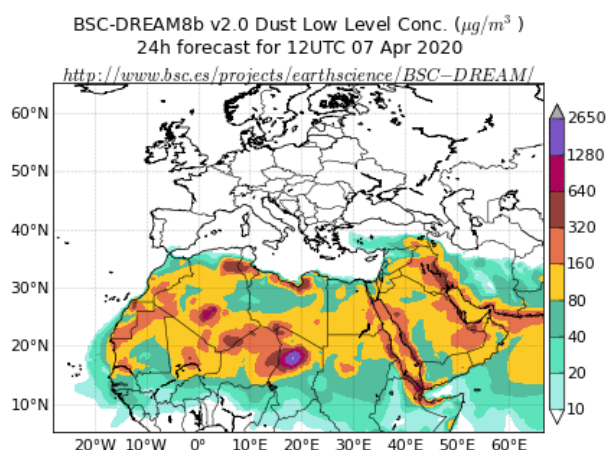 BSC-DREAM8b v2.0 Dust Low Level Conc. (μg/m³ )
24h forecast for 12UTC 07 Apr 2020
http://www.bsc.es/projects/earthscience/BSC−DREAM/
60°N
50°N
40°N
30°N
20°N
10°N
20°W 10°W 0° 10°E 20°E 30°E 40°E 50°E 60°E
2650
1280
640
320
160
80
40
20
10